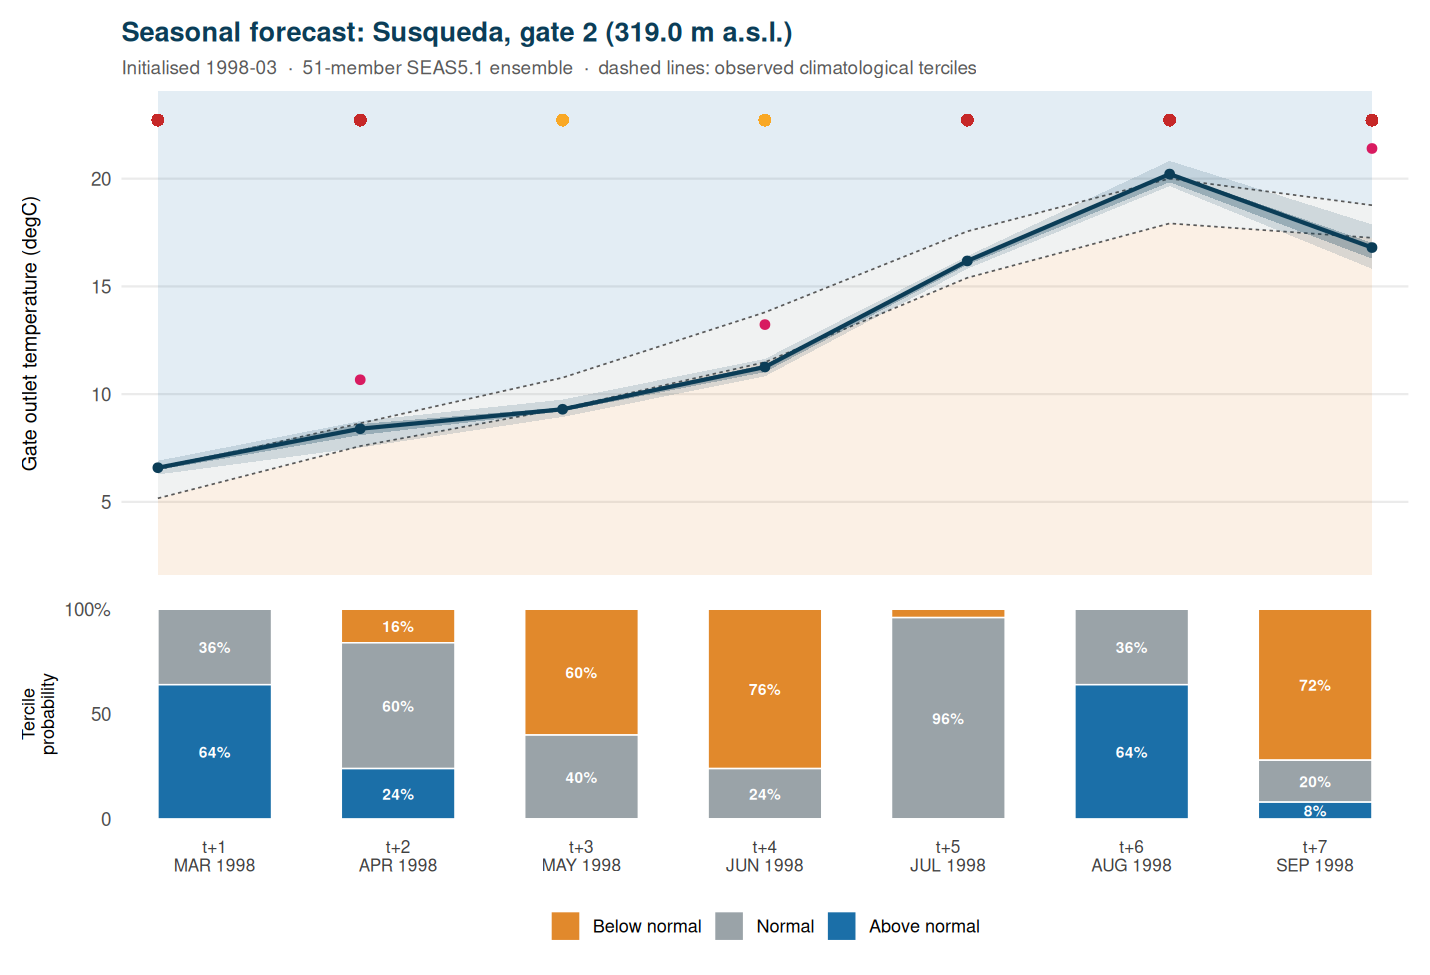 Seasonal forecast: Susqueda, gate 2 (319.0 m a.s.l.)
Initialised 1998-03 · 51-member SEAS5.1 ensemble · dashed lines: observed climatological terciles
Gate outlet temperature (degC)
20
15
10
5
Tercile
probability
100%
50
0
36%
64%
16%
60%
24%
60%
40%
76%
24%
96%
36%
64%
72%
20%
8%
t+1
MAR 1998
t+2
APR 1998
t+3
MAY 1998
t+4
JUN 1998
t+5
JUL 1998
t+6
AUG 1998
t+7
SEP 1998
Below normal
Normal
Above normal